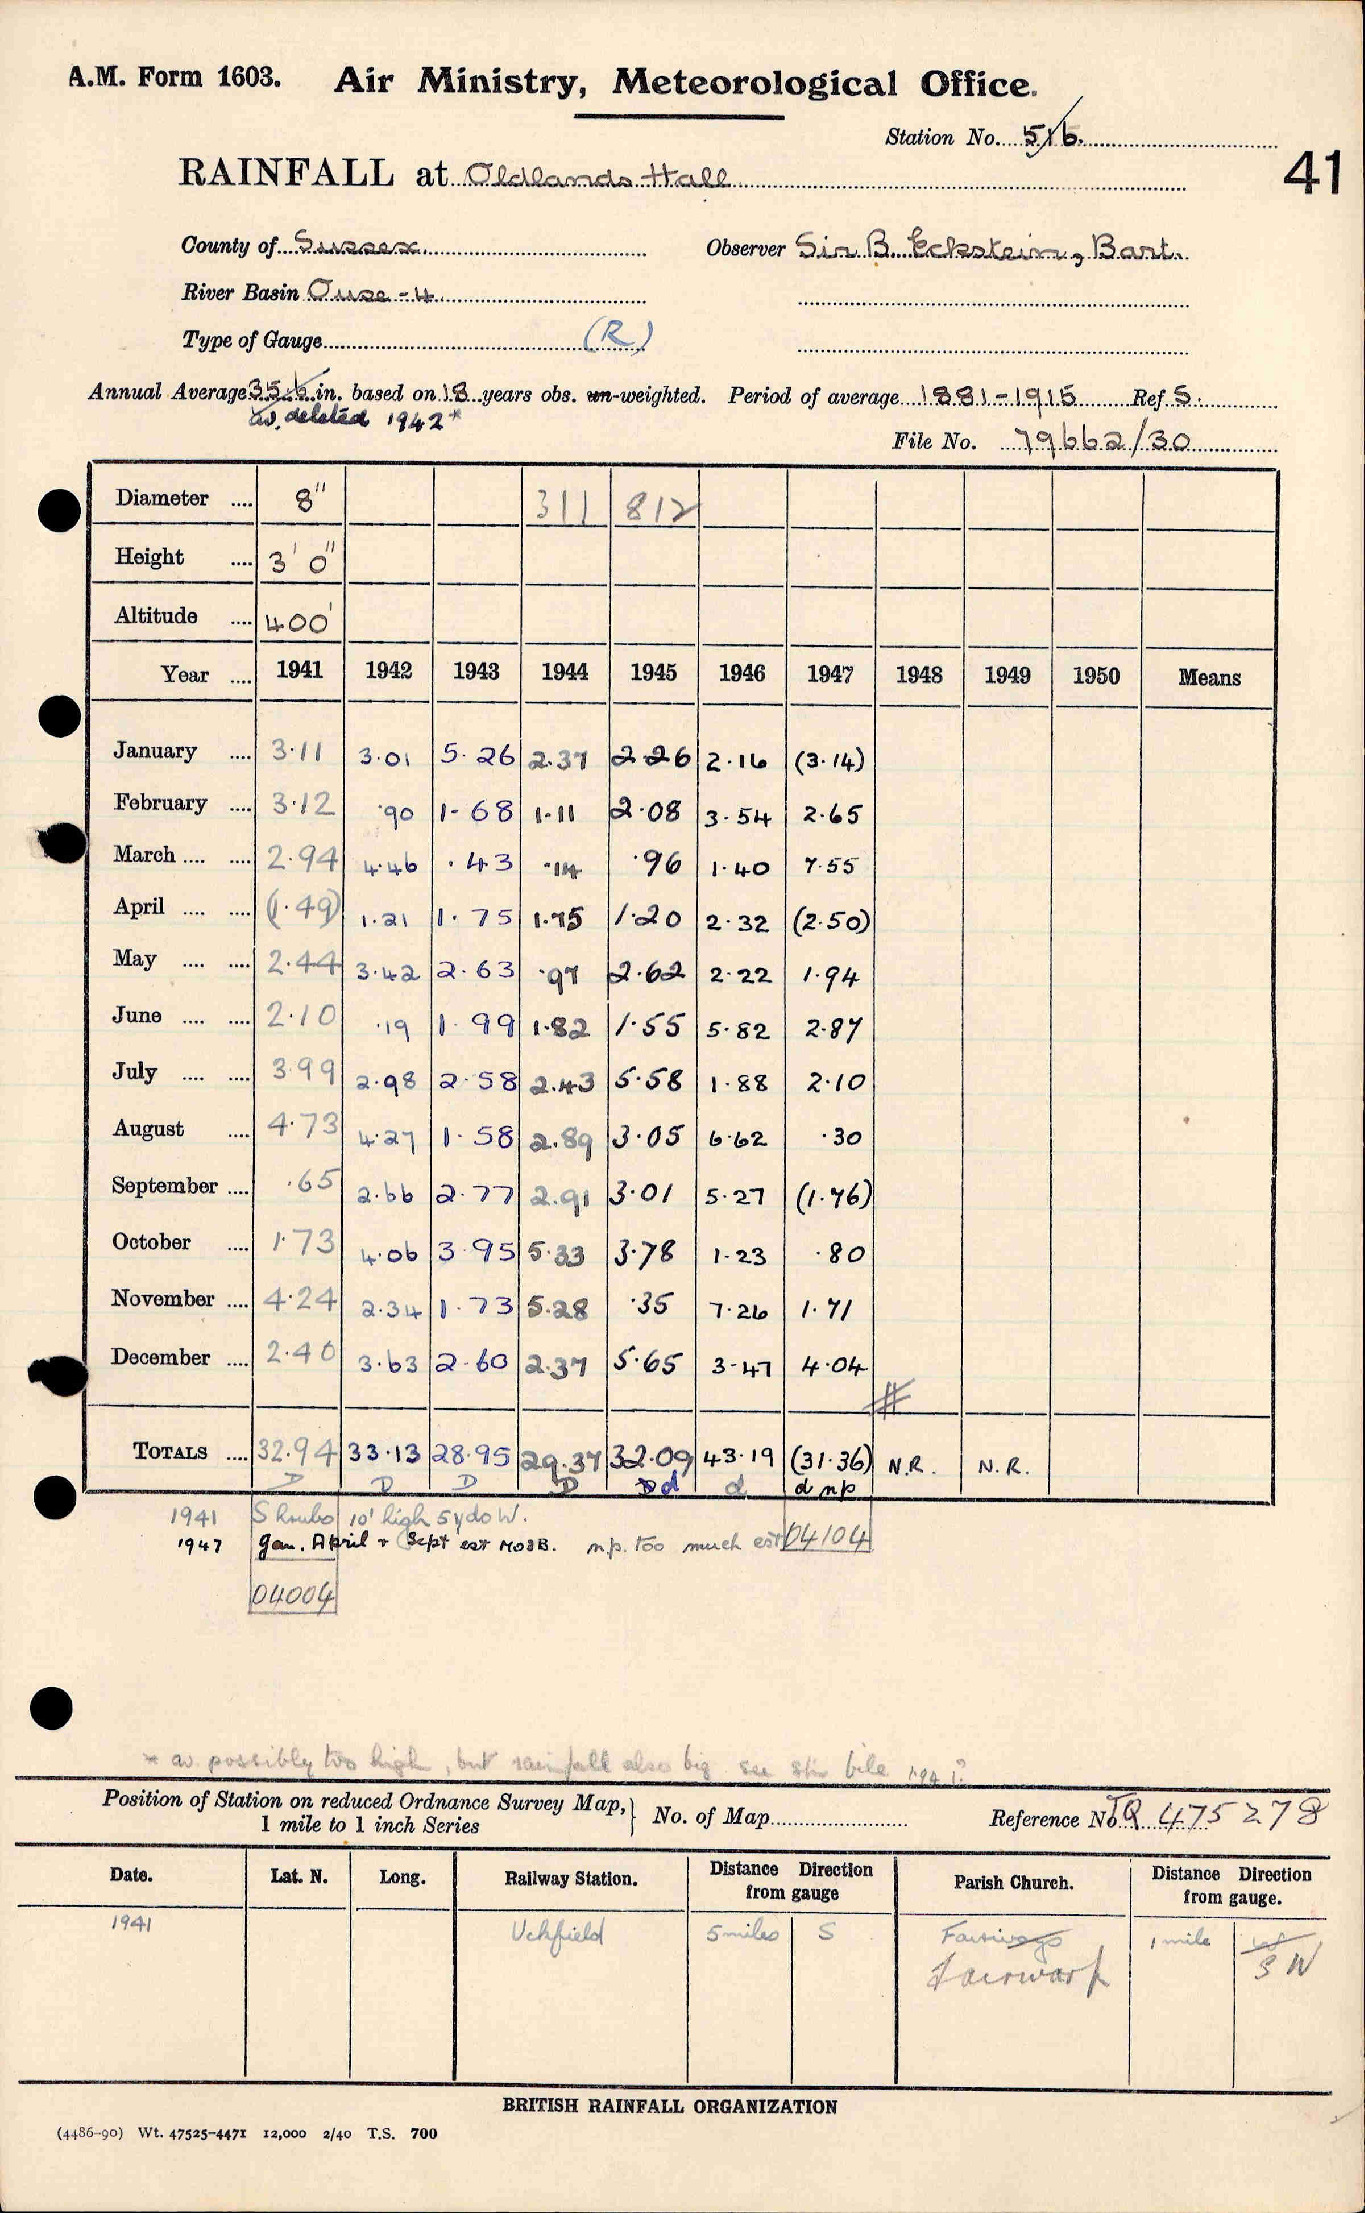 A.M. Form 1603. Air Ministry, Meteorological Office.
Station No. 516.
41
RAINFALL at Oldlands Hall
County of Sussex Observer Sir B. Eckstein, Bart.
River Basin Ouse - 4
Type of Gauge (R)
Annual Average 35.6 in. based on 18 years obs. un-weighted. Period of average 1881-1915 Ref S.
av. deleted 1942*
File No. 79662/30
Diameter .... 8" 311 812
Height .... 3' 0"
Altitude .... 400'
Year .... 1941 1942 1943 1944 1945 1946 1947 1948 1949 1950 Means
January .... 3.11 3.01 5.26 2.37 2.26 2.16 (3.14)
February .... 3.12 .90 1.68 1.11 2.08 3.54 2.65
March .... .... 2.94 4.46 .43 .14 .96 1.40 7.55
April .... .... (1.49) 1.21 1.75 1.75 1.20 2.32 (2.50)
May .... .... 2.44 3.42 2.63 .97 2.62 2.22 1.94
June .... .... 2.10 .19 1.99 1.82 1.55 5.82 2.87
July .... .... 3.99 2.98 2.58 2.43 5.58 1.88 2.10
August .... 4.73 4.27 1.58 2.89 3.05 6.62 .30
September .... .65 2.66 2.77 2.91 3.01 5.27 (1.76)
October .... 1.73 4.06 3.95 5.33 3.78 1.23 .80
November .... 4.24 2.34 1.73 5.28 .35 7.26 1.71
December .... 2.40 3.63 2.60 2.37 5.65 3.47 4.04
TOTALS .... 32.94 33.13 28.95 29.37 32.09 43.19 (31.36) N.R. N.R.
D D D D D d d d np
1941 Shrubs 10' high 5 yds W.
1947 Jan. April + Sept est MO3B. n.p. too much est 04104
04004
* av. possibly too high, but rainfall also big see stn file
Position of Station on reduced Ordnance Survey Map, 1 mile to 1 inch Series } No. of Map Reference No TQ 475278
Date. Lat. N. Long. Railway Station. Distance Direction from gauge Parish Church. Distance Direction from gauge.
1941 Uckfield 5 miles S 1 mile W
Fairwarp SW
BRITISH RAINFALL ORGANIZATION
(4486-90) Wt. 47525-4471 12,000 2/40 T.S. 700